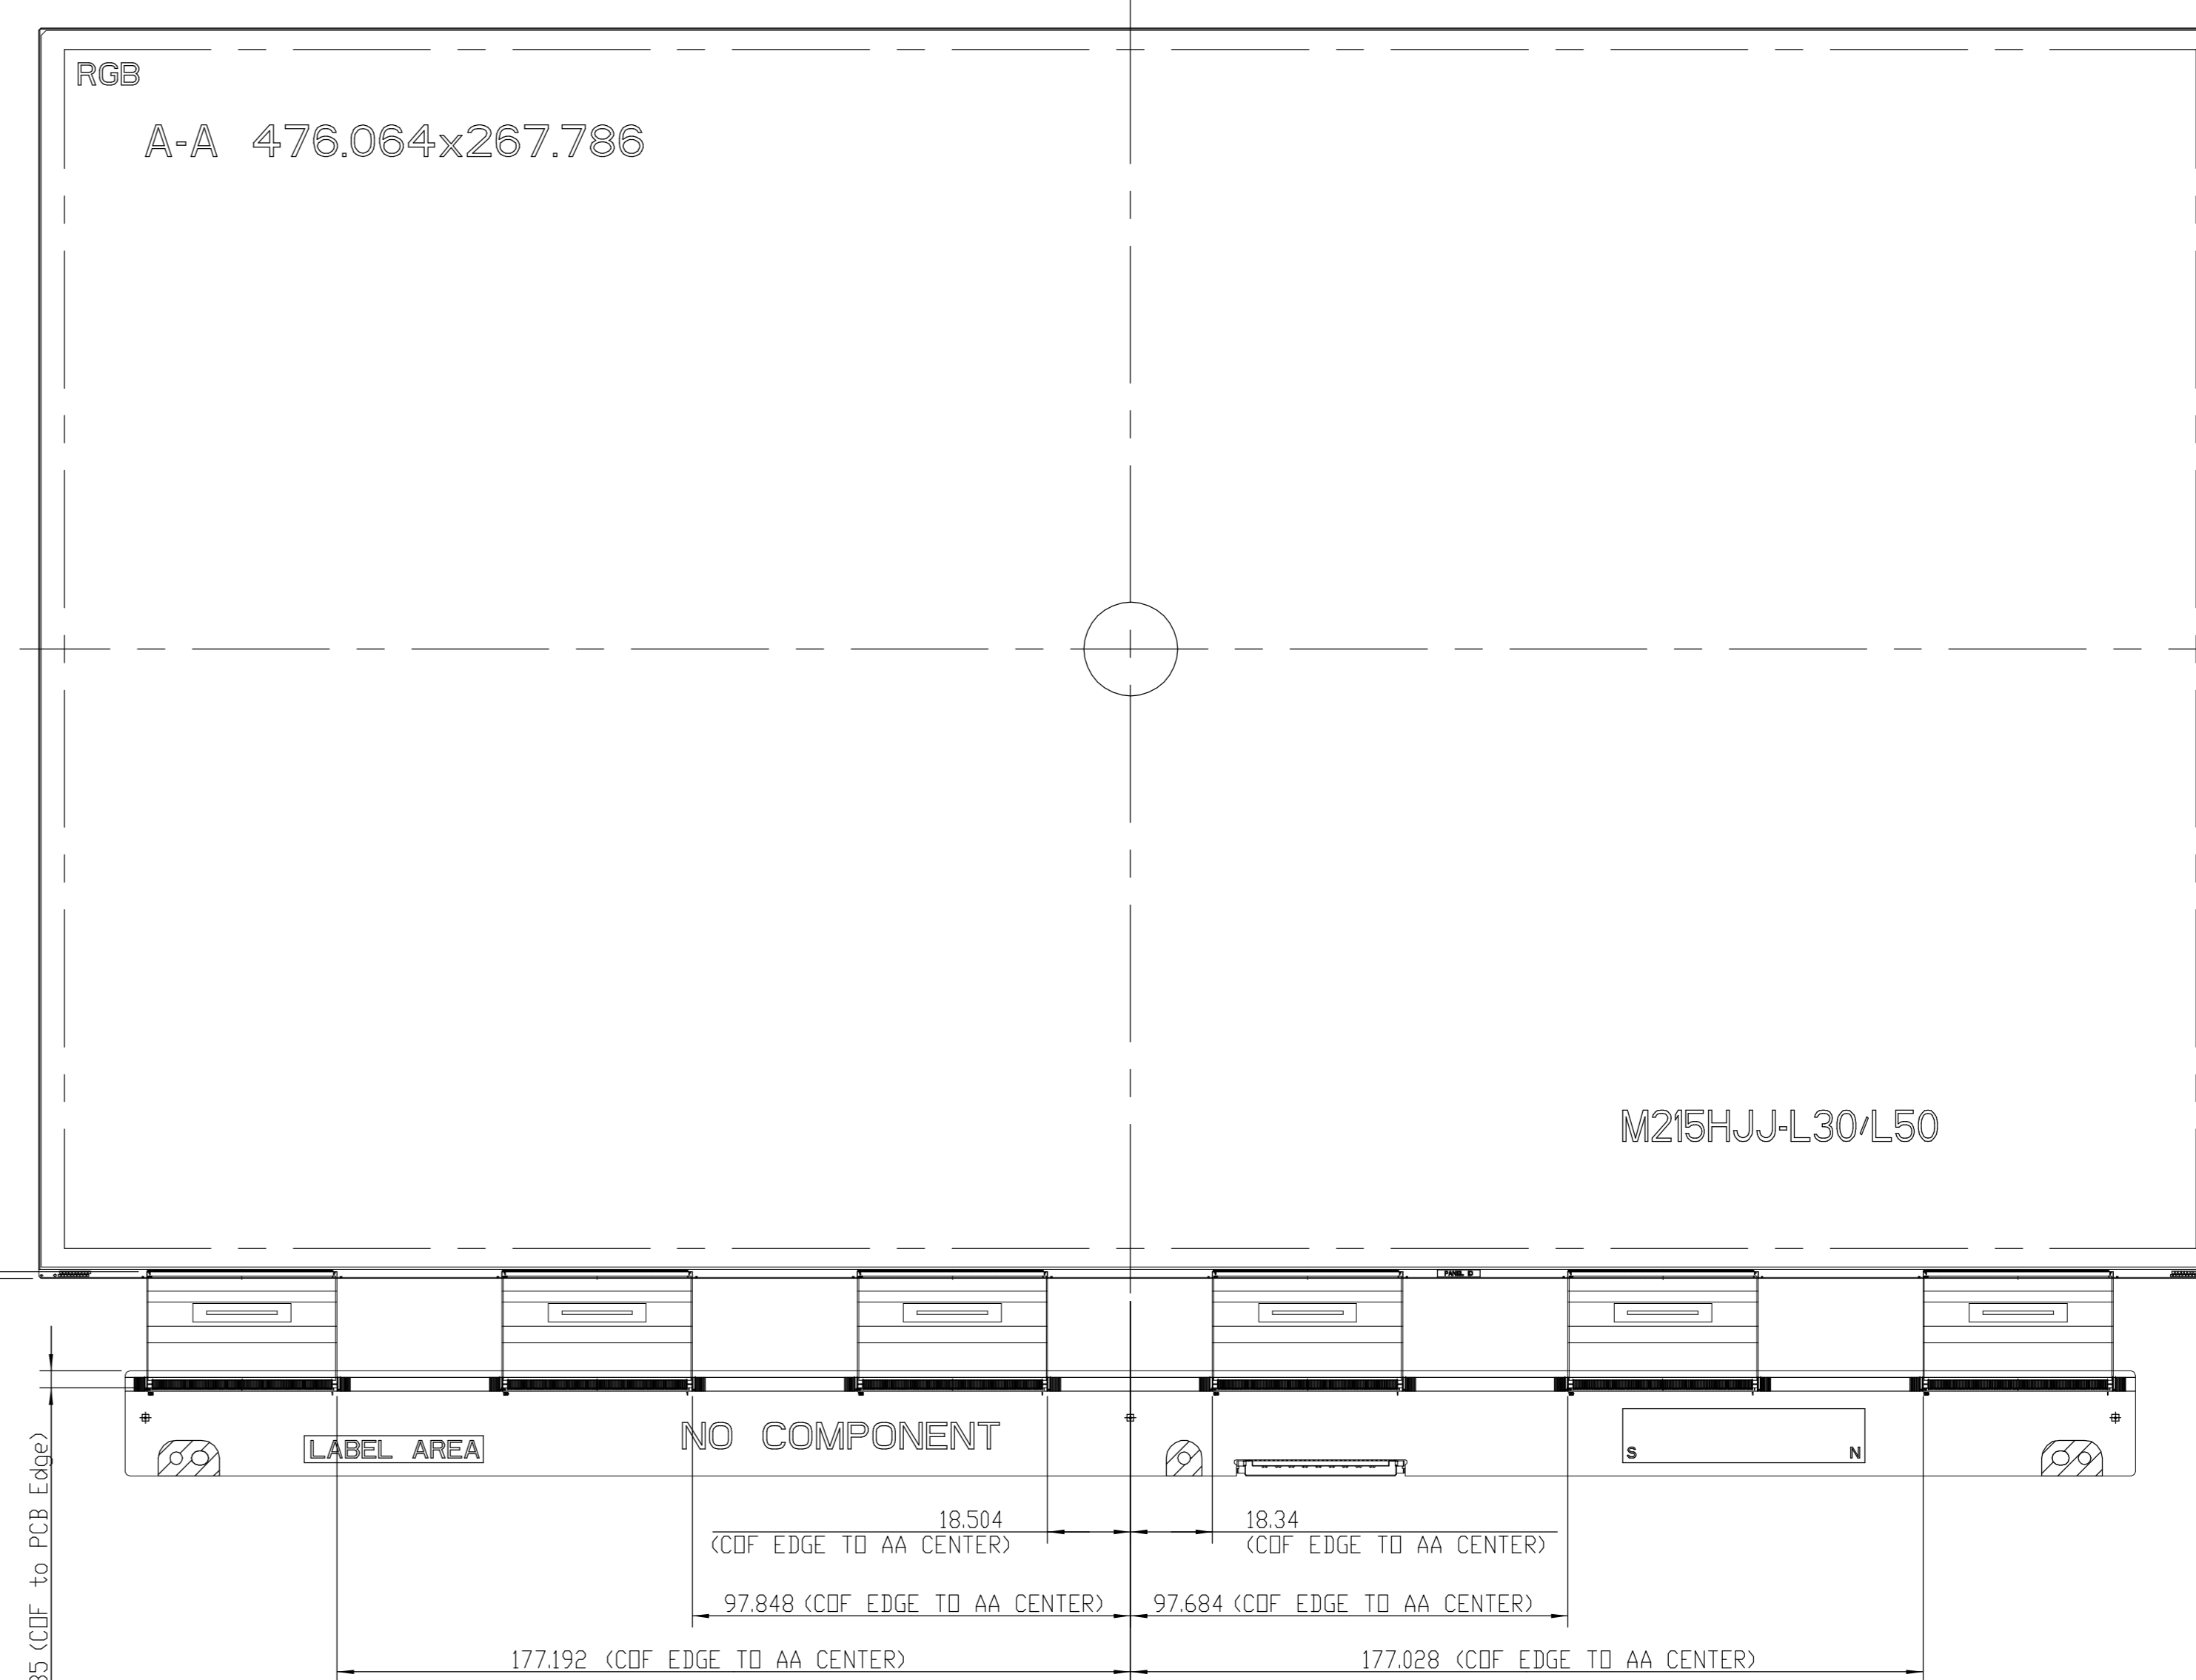 RGB
A-A 476.064x267.786
M215HJJ-L30/L50
PANEL ID
NO COMPONENT
LABEL AREA
S N
18.504
(COF EDGE TO AA CENTER)
18.34
(COF EDGE TO AA CENTER)
97.848 (COF EDGE TO AA CENTER)
97.684 (COF EDGE TO AA CENTER)
177.192 (COF EDGE TO AA CENTER)
177.028 (COF EDGE TO AA CENTER)
(COF to PCB Edge)